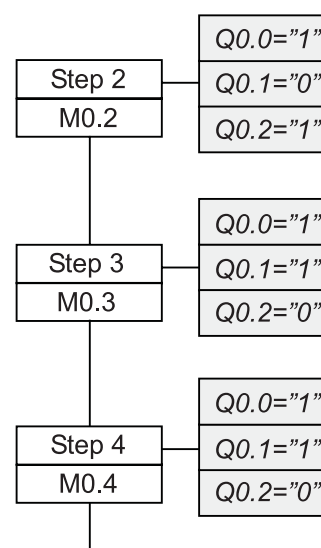 Q0.0=”1”
Step 2
Q0.1=”0”
M0.2
Q0.2=”1”
Q0.0=”1”
Step 3
Q0.1=”1”
M0.3
Q0.2=”0”
Q0.0=”1”
Step 4
Q0.1=”1”
M0.4
Q0.2=”0”